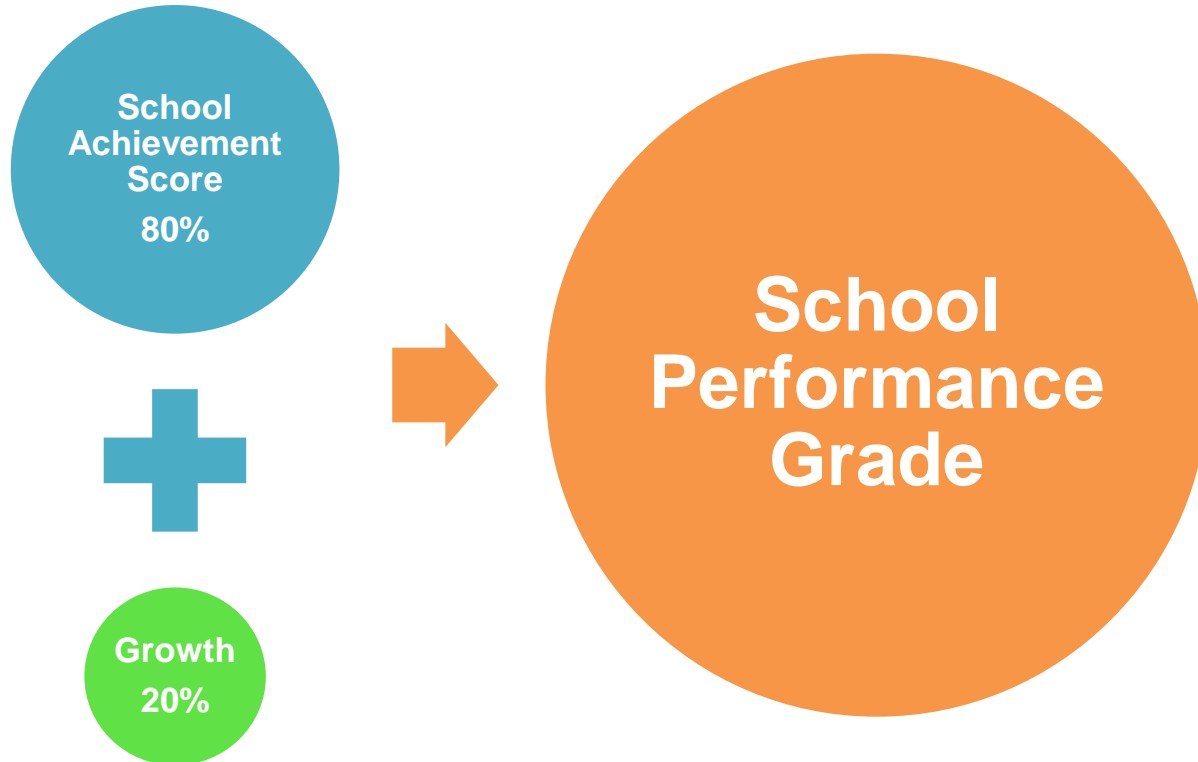 School
Achievement
Score
80%
Growth
20%
School
Performance
Grade